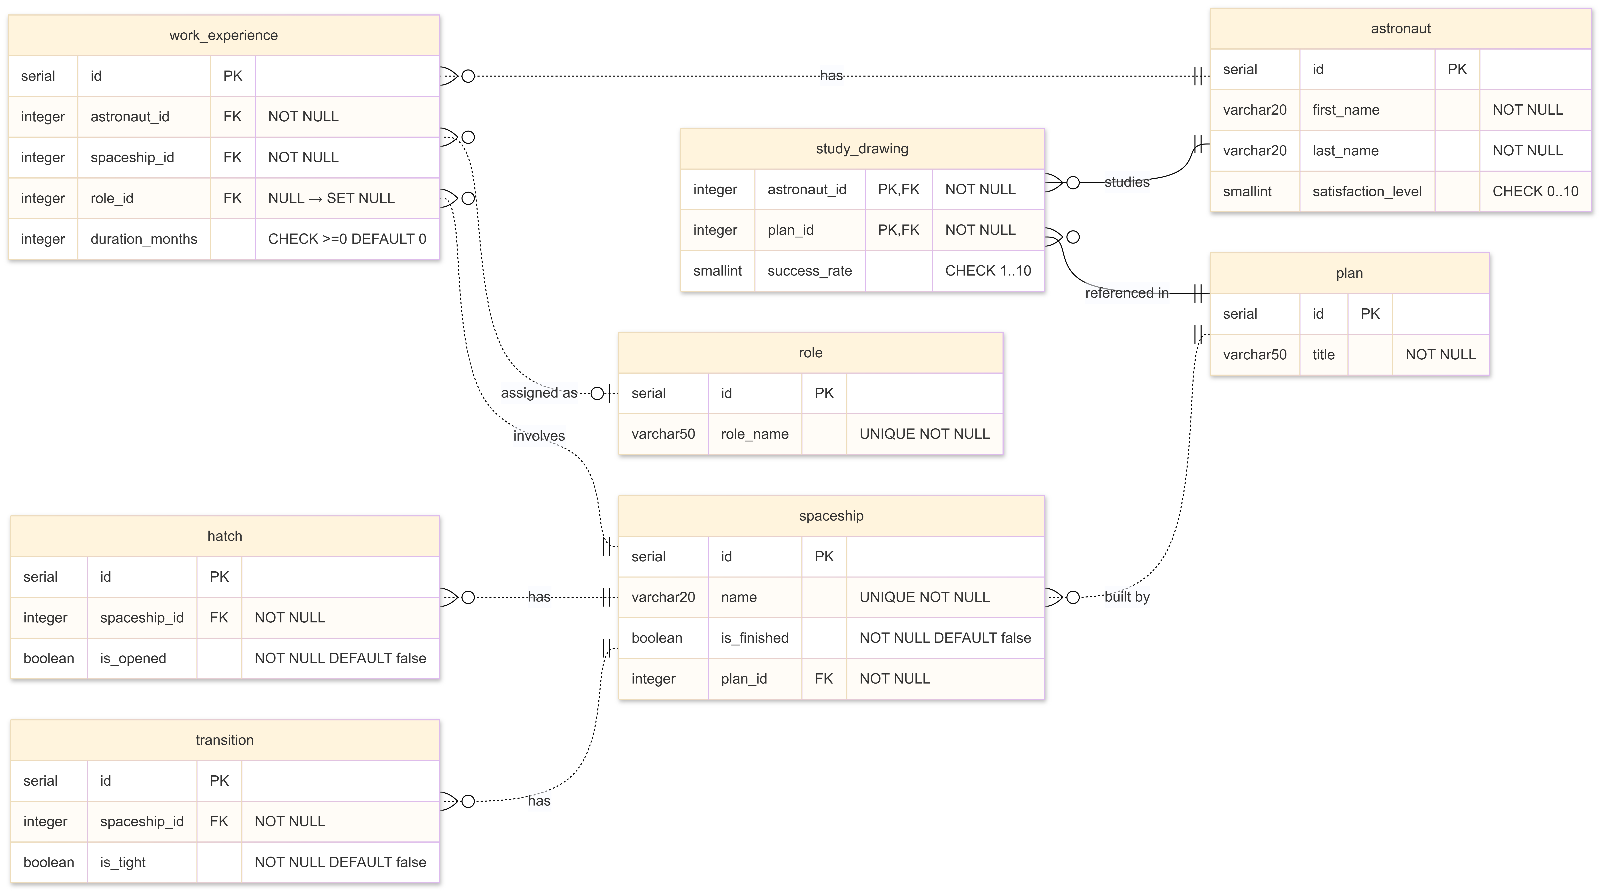 work_experience
serial id PK
integer astronaut_id FK NOT NULL
integer spaceship_id FK NOT NULL
integer role_id FK NULL → SET NULL
integer duration_months CHECK >=0 DEFAULT 0
has
astronaut
serial id PK
varchar20 first_name NOT NULL
varchar20 last_name NOT NULL
smallint satisfaction_level CHECK 0..10
study_drawing
integer astronaut_id PK,FK NOT NULL
integer plan_id PK,FK NOT NULL
smallint success_rate CHECK 1..10
studies
referenced in
plan
serial id PK
varchar50 title NOT NULL
role
serial id PK
varchar50 role_name UNIQUE NOT NULL
assigned as
involves
spaceship
serial id PK
varchar20 name UNIQUE NOT NULL
boolean is_finished NOT NULL DEFAULT false
integer plan_id FK NOT NULL
built by
hatch
serial id PK
integer spaceship_id FK NOT NULL
boolean is_opened NOT NULL DEFAULT false
has
transition
serial id PK
integer spaceship_id FK NOT NULL
boolean is_tight NOT NULL DEFAULT false
has